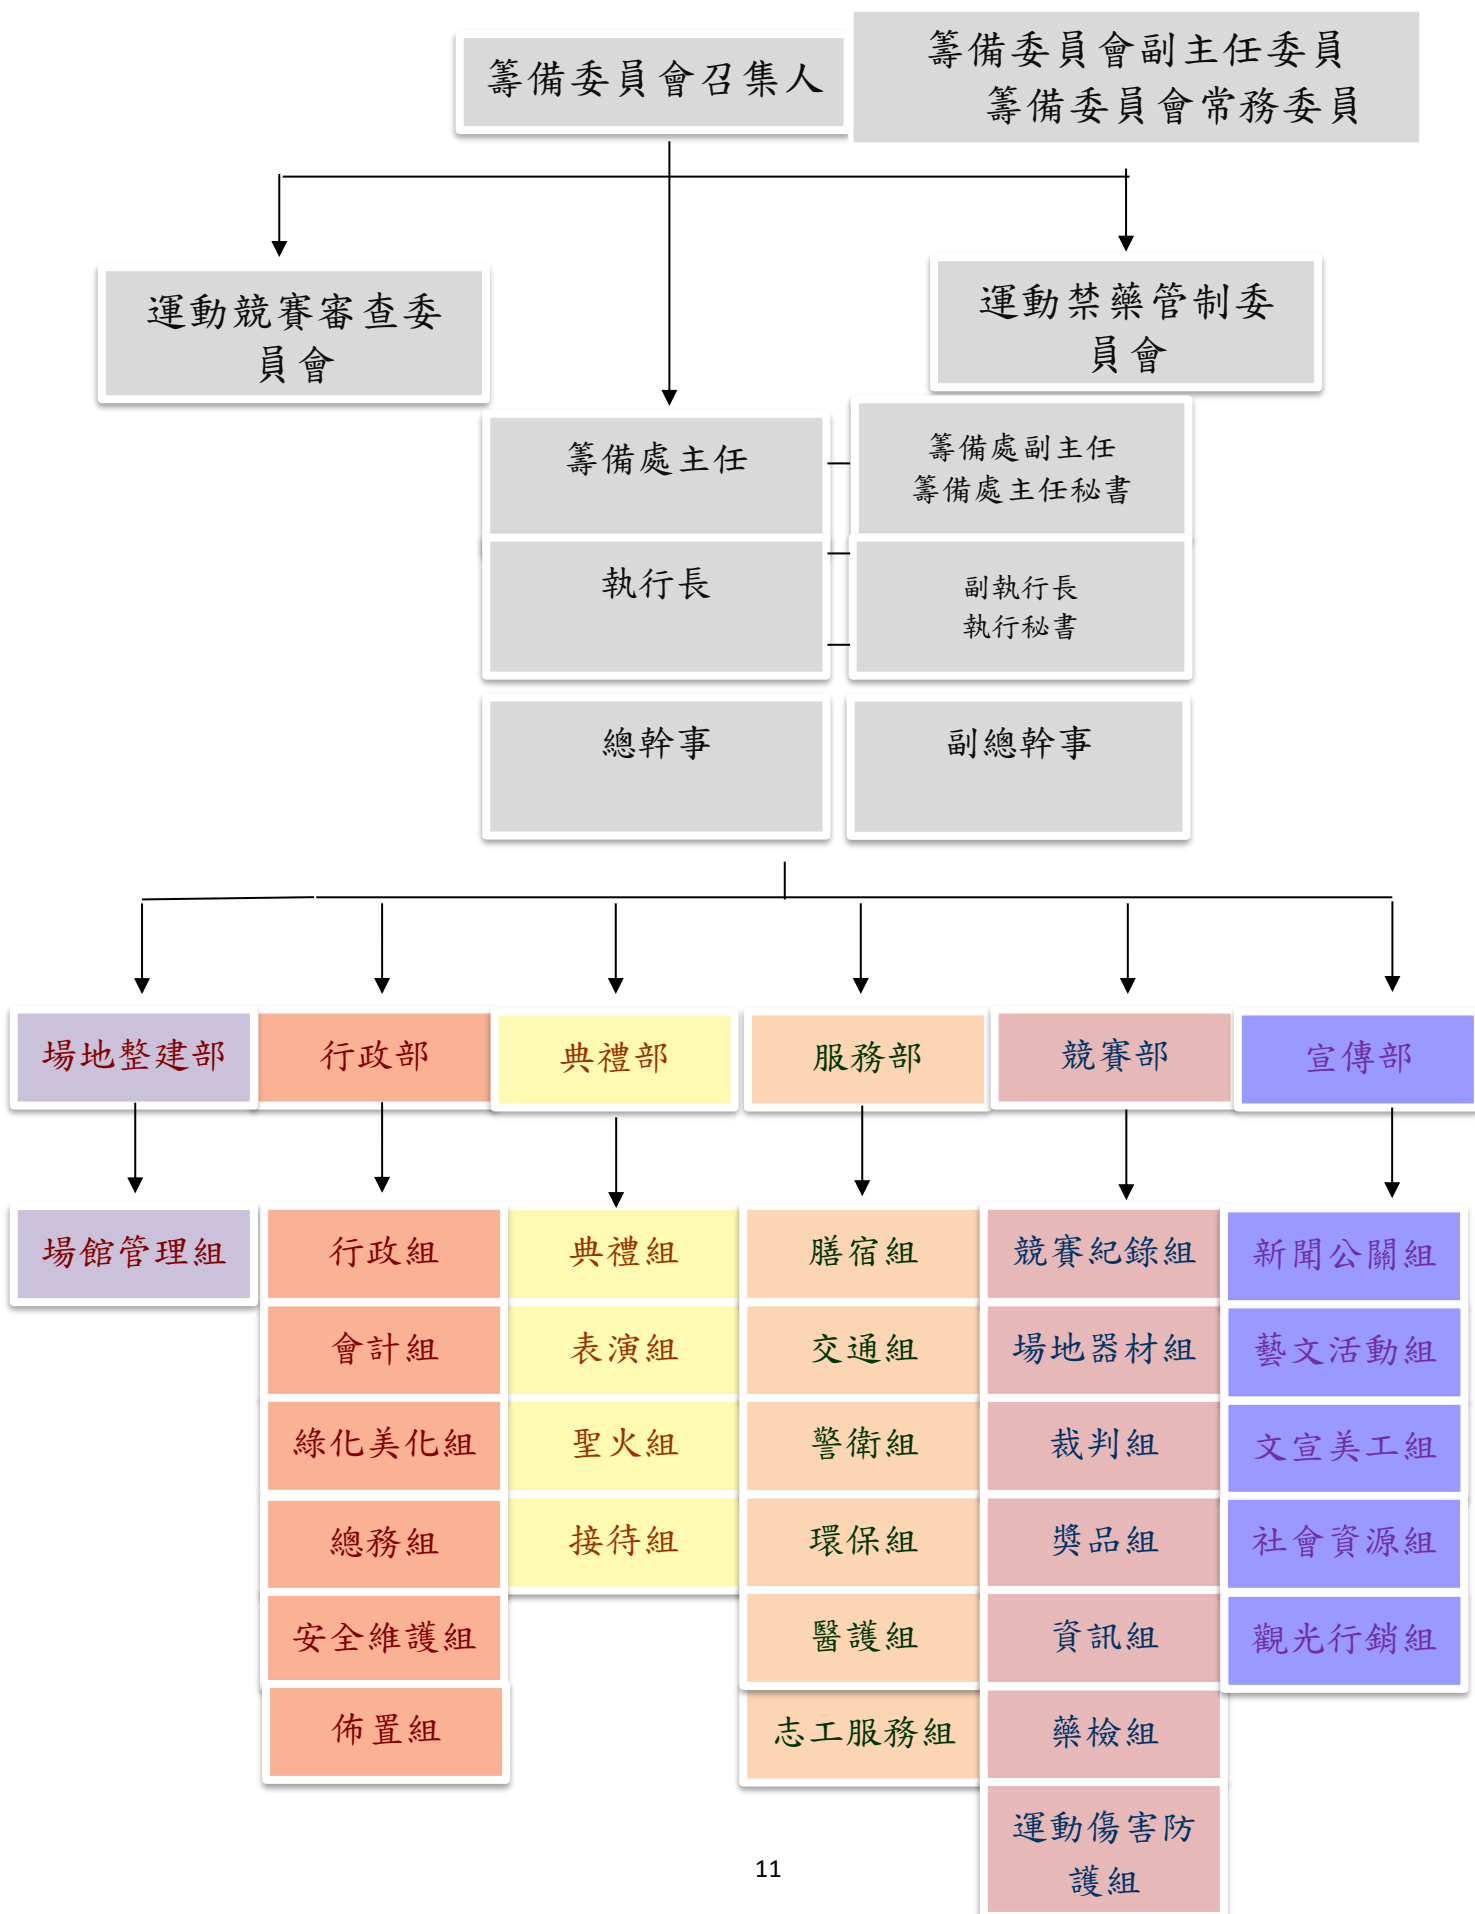 籌備委員會召集人
籌備委員會副主任委員
籌備委員會常務委員
運動競賽審查委
員會
運動禁藥管制委
員會
籌備處主任
籌備處副主任
籌備處主任秘書
執行長
副執行長
執行秘書
總幹事
副總幹事
場地整建部
行政部
典禮部
服務部
競賽部
宣傳部
場館管理組
行政組
會計組
綠化美化組
總務組
安全維護組
佈置組
典禮組
表演組
聖火組
接待組
膳宿組
交通組
警衛組
環保組
醫護組
志工服務組
競賽紀錄組
場地器材組
裁判組
獎品組
資訊組
藥檢組
運動傷害防
護組
新聞公關組
藝文活動組
文宣美工組
社會資源組
觀光行銷組
11